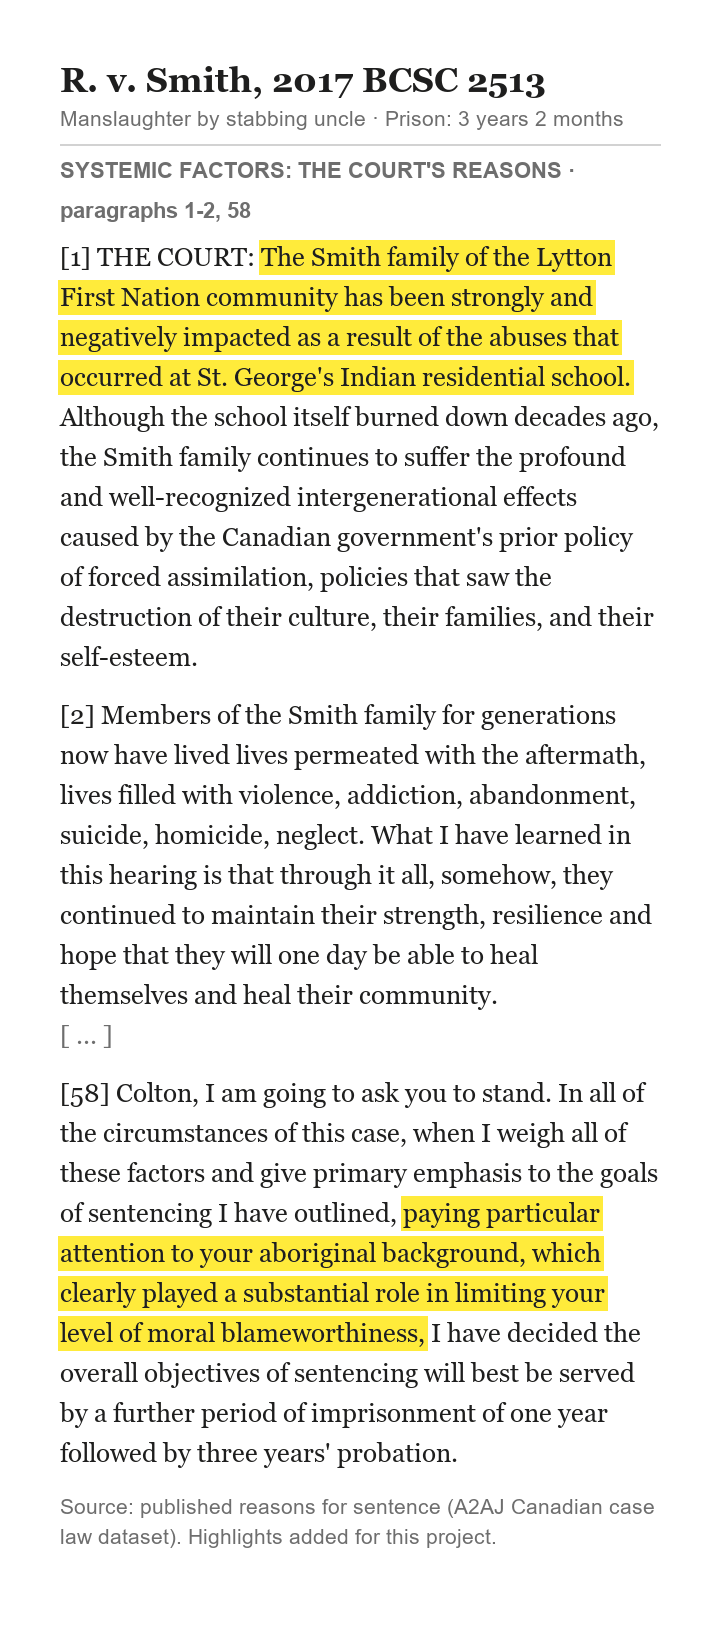 R. v. Smith, 2017 BCSC 2513
Manslaughter by stabbing uncle · Prison: 3 years 2 months
SYSTEMIC FACTORS: THE COURT'S REASONS ·
paragraphs 1-2, 58
[1] THE COURT: The Smith family of the Lytton
First Nation community has been strongly and
negatively impacted as a result of the abuses that
occurred at St. George's Indian residential school.
Although the school itself burned down decades ago,
the Smith family continues to suffer the profound
and well-recognized intergenerational effects
caused by the Canadian government's prior policy
of forced assimilation, policies that saw the
destruction of their culture, their families, and their
self-esteem.
[2] Members of the Smith family for generations
now have lived lives permeated with the aftermath,
lives filled with violence, addiction, abandonment,
suicide, homicide, neglect. What I have learned in
this hearing is that through it all, somehow, they
continued to maintain their strength, resilience and
hope that they will one day be able to heal
themselves and heal their community.
[ ... ]
[58] Colton, I am going to ask you to stand. In all of
the circumstances of this case, when I weigh all of
these factors and give primary emphasis to the goals
of sentencing I have outlined, paying particular
attention to your aboriginal background, which
clearly played a substantial role in limiting your
level of moral blameworthiness, I have decided the
overall objectives of sentencing will best be served
by a further period of imprisonment of one year
followed by three years' probation.
Source: published reasons for sentence (A2AJ Canadian case
law dataset). Highlights added for this project.